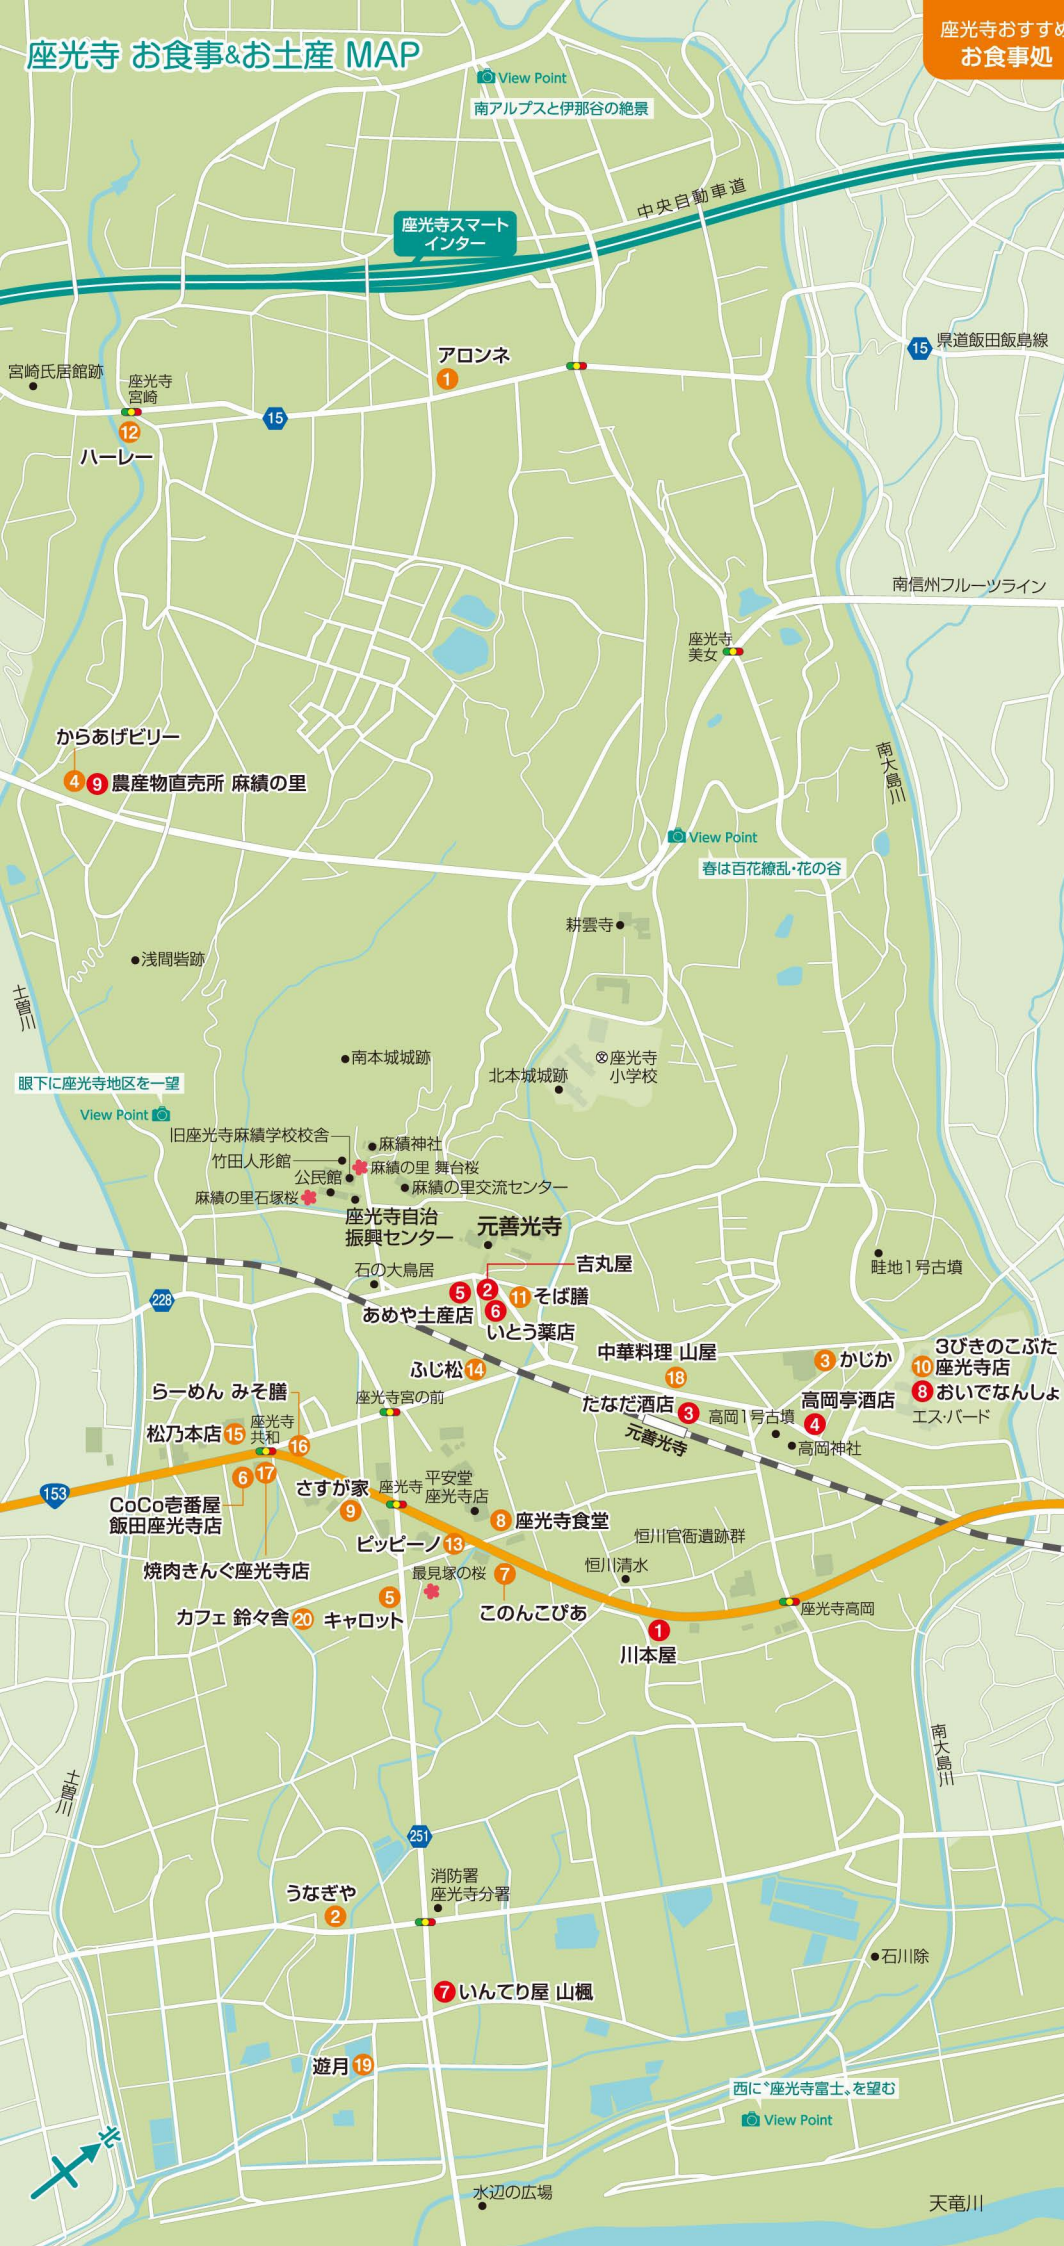 座光寺 お食事&お土産 MAP
座光寺おすすめ
お食事処
View Point
南アルプスと伊那谷の絶景
中央自動車道
座光寺スマート
インター
15
県道飯田飯島線
アロンネ
1
宮崎氏居館跡
座光寺
宮崎
12
ハーレー
15
南信州フルーツライン
座光寺
美女
からあげビリー
4
9 農産物直売所 麻績の里
南大島川
View Point
春は百花繚乱・花の谷
耕雲寺
浅間砦跡
土曽川
南本城城跡
座光寺
小学校
北本城城跡
眼下に座光寺地区を一望
View Point
旧座光寺麻績学校校舎
麻績神社
竹田人形館
麻績の里 舞台桜
公民館
麻績の里交流センター
麻績の里石塚桜
座光寺自治
振興センター
元善光寺
石の大鳥居
吉丸屋
228
5
2
6
11 そば膳
あめや土産店
いとう薬店
畦地1号古墳
中華料理 山屋
18
3 かじか
3びきのこぶた
10 座光寺店
8 おいでなんしょ
エス・バード
ふじ松 14
たなだ酒店 3
高岡亭酒店
4
高岡1号古墳
高岡神社
元善光寺
らーめん みそ膳
座光寺宮の前
松乃本店 15
座光寺
共和
16
153
6
17
CoCo壱番屋
飯田座光寺店
さすが家
9
座光寺
平安堂
座光寺店
8 座光寺食堂
ピッピーノ 13
恒川官衙遺跡群
恒川清水
焼肉きんぐ座光寺店
最見塚の桜
7
このんこぴあ
5
キャロット
カフェ 鈴々舎 20
座光寺高岡
1
川本屋
土曽川
南大島川
251
消防署
座光寺分署
うなぎや
2
石川除
7 いんてり屋 山楓
遊月 19
西に〝座光寺富士〟を望む
View Point
北
水辺の広場
天竜川